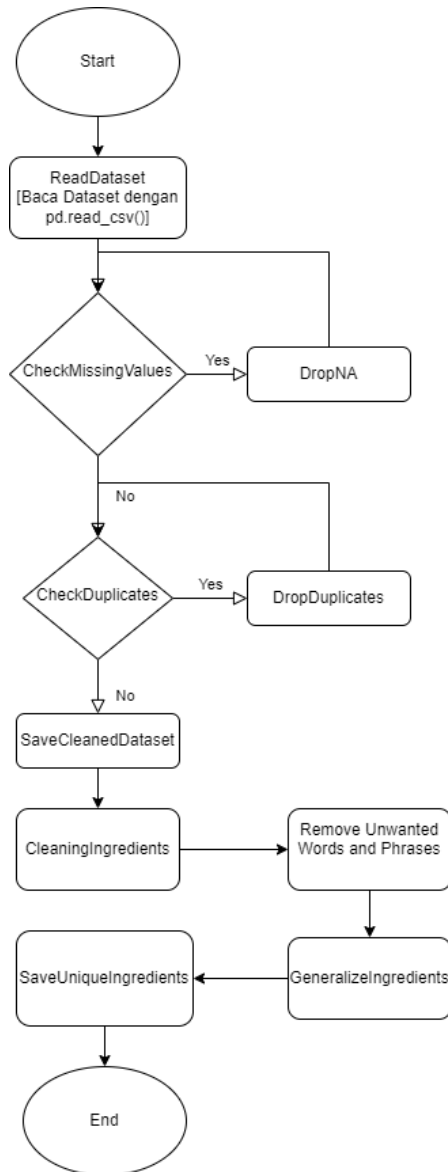 Start
ReadDataset
[Baca Dataset dengan
pd.read_csv()]
CheckMissingValues
Yes
DropNA
No
CheckDuplicates
Yes
DropDuplicates
No
SaveCleanedDataset
CleaningIngredients
Remove Unwanted
Words and Phrases
GeneralizeIngredients
SaveUniqueIngredients
End